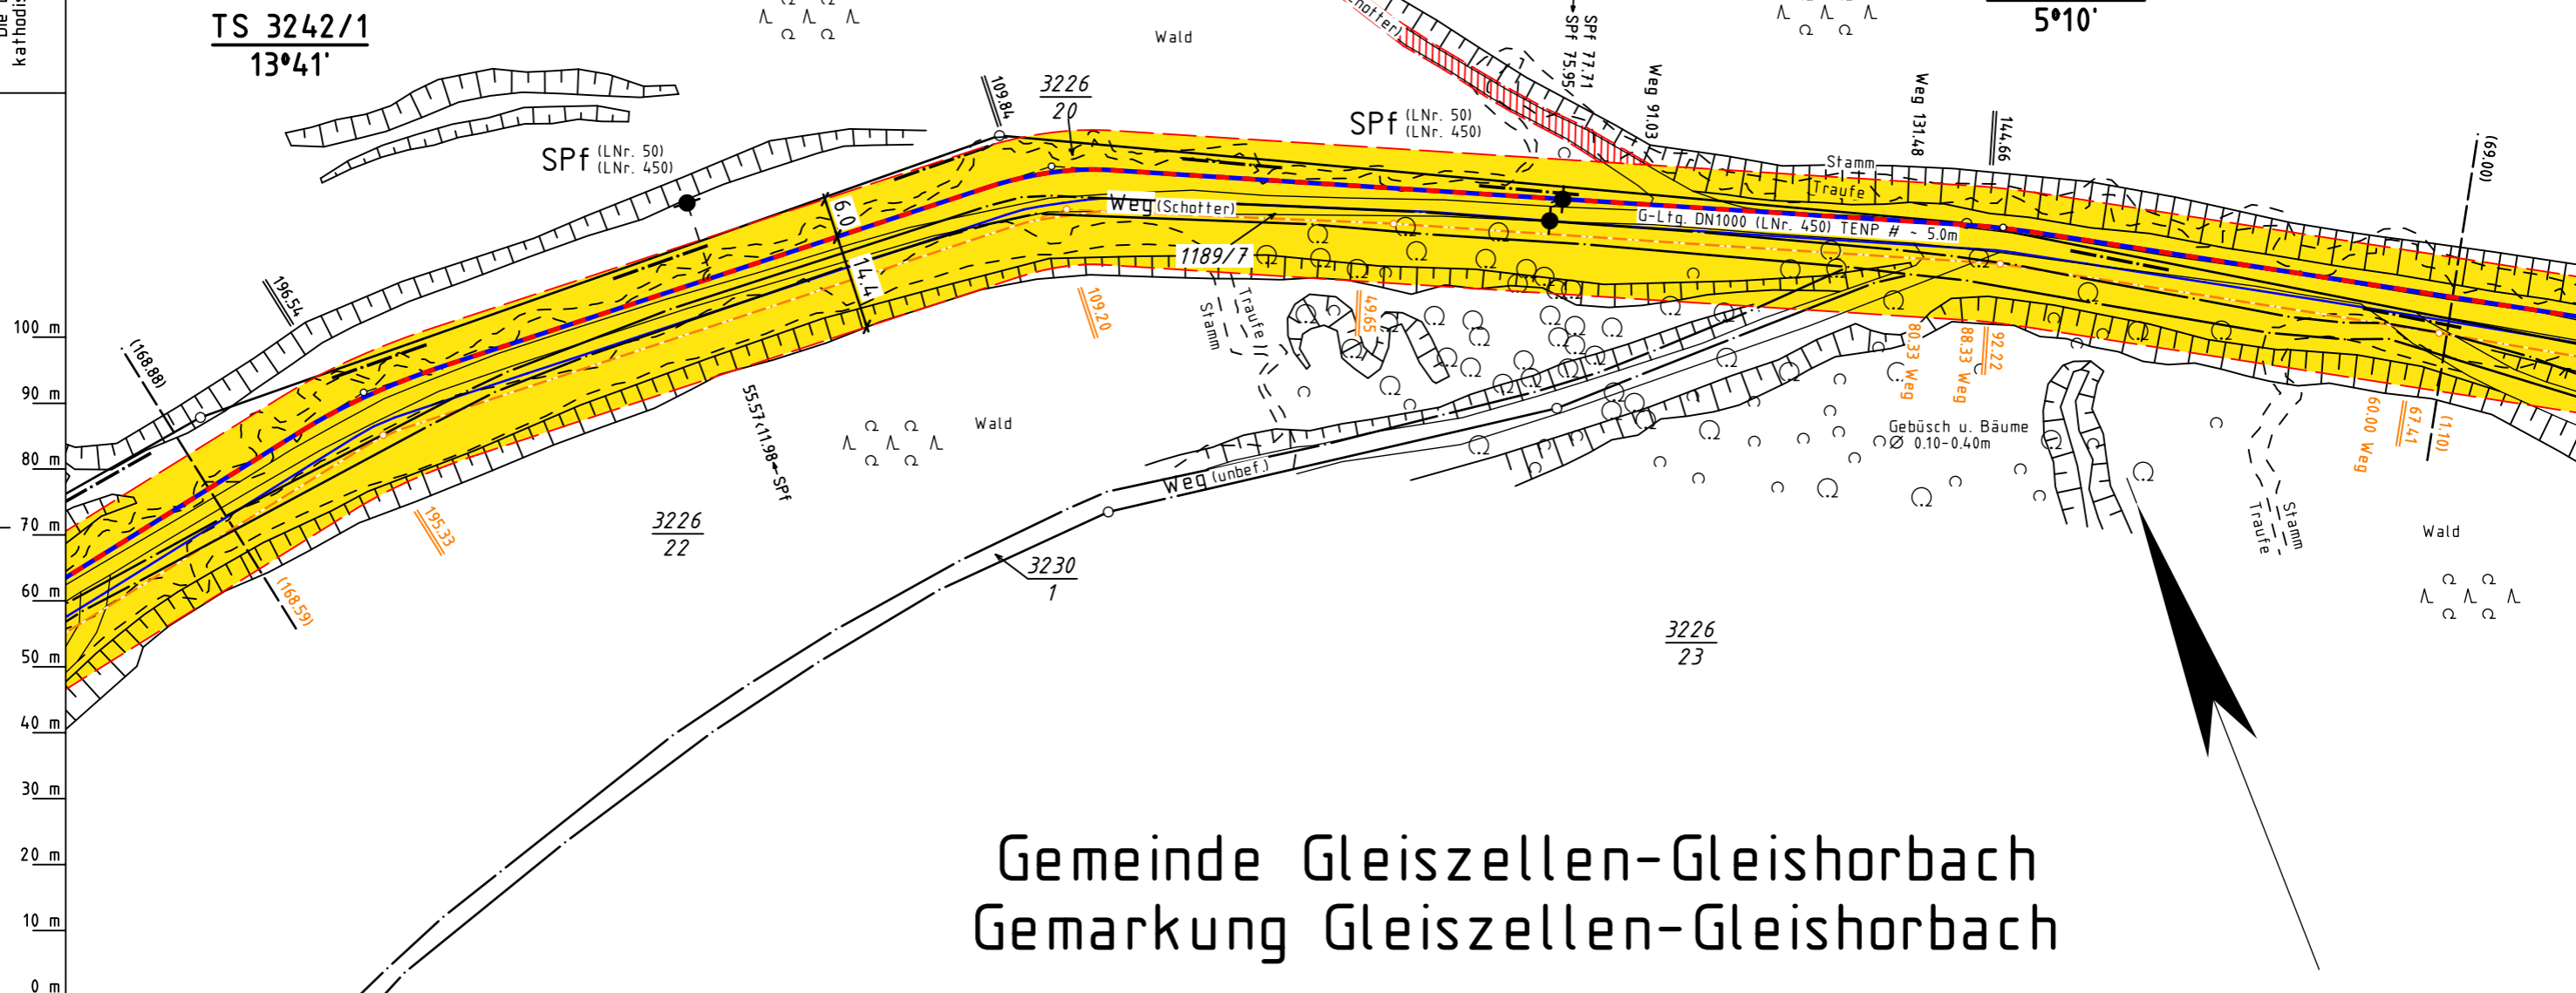 kathodis
TS 3242/1
13°41'
5°10'
Wald
109.84
3226
20
SPf (LNr. 50)
(LNr. 450)
SPf (LNr. 50)
(LNr. 450)
SPf 77.71
SPf 75.95
Weg 91.03
Weg 131.48
144.66
(169.00)
Stamm
Traufe
6.0
14.4
Weg (Schotter)
G-Ltg. DN1000 (LNr. 450) TENP # ~ 5.0m
1189/7
196.54
(168.88)
109.20
Stamm
Traufe
49.65
80.33 Weg
88.33 Weg
92.22
60.00 Weg
67.41
(1.10)
55.57
11.98
SPf
Wald
Gebüsch u. Bäume
Ø 0.10-0.40m
Weg (unbef.)
195.33
(168.59)
3226
22
3230
1
3226
23
Traufe
Stamm
Wald
100 m
90 m
80 m
70 m
60 m
50 m
40 m
30 m
20 m
10 m
0 m
Gemeinde Gleiszellen-Gleishorbach
Gemarkung Gleiszellen-Gleishorbach